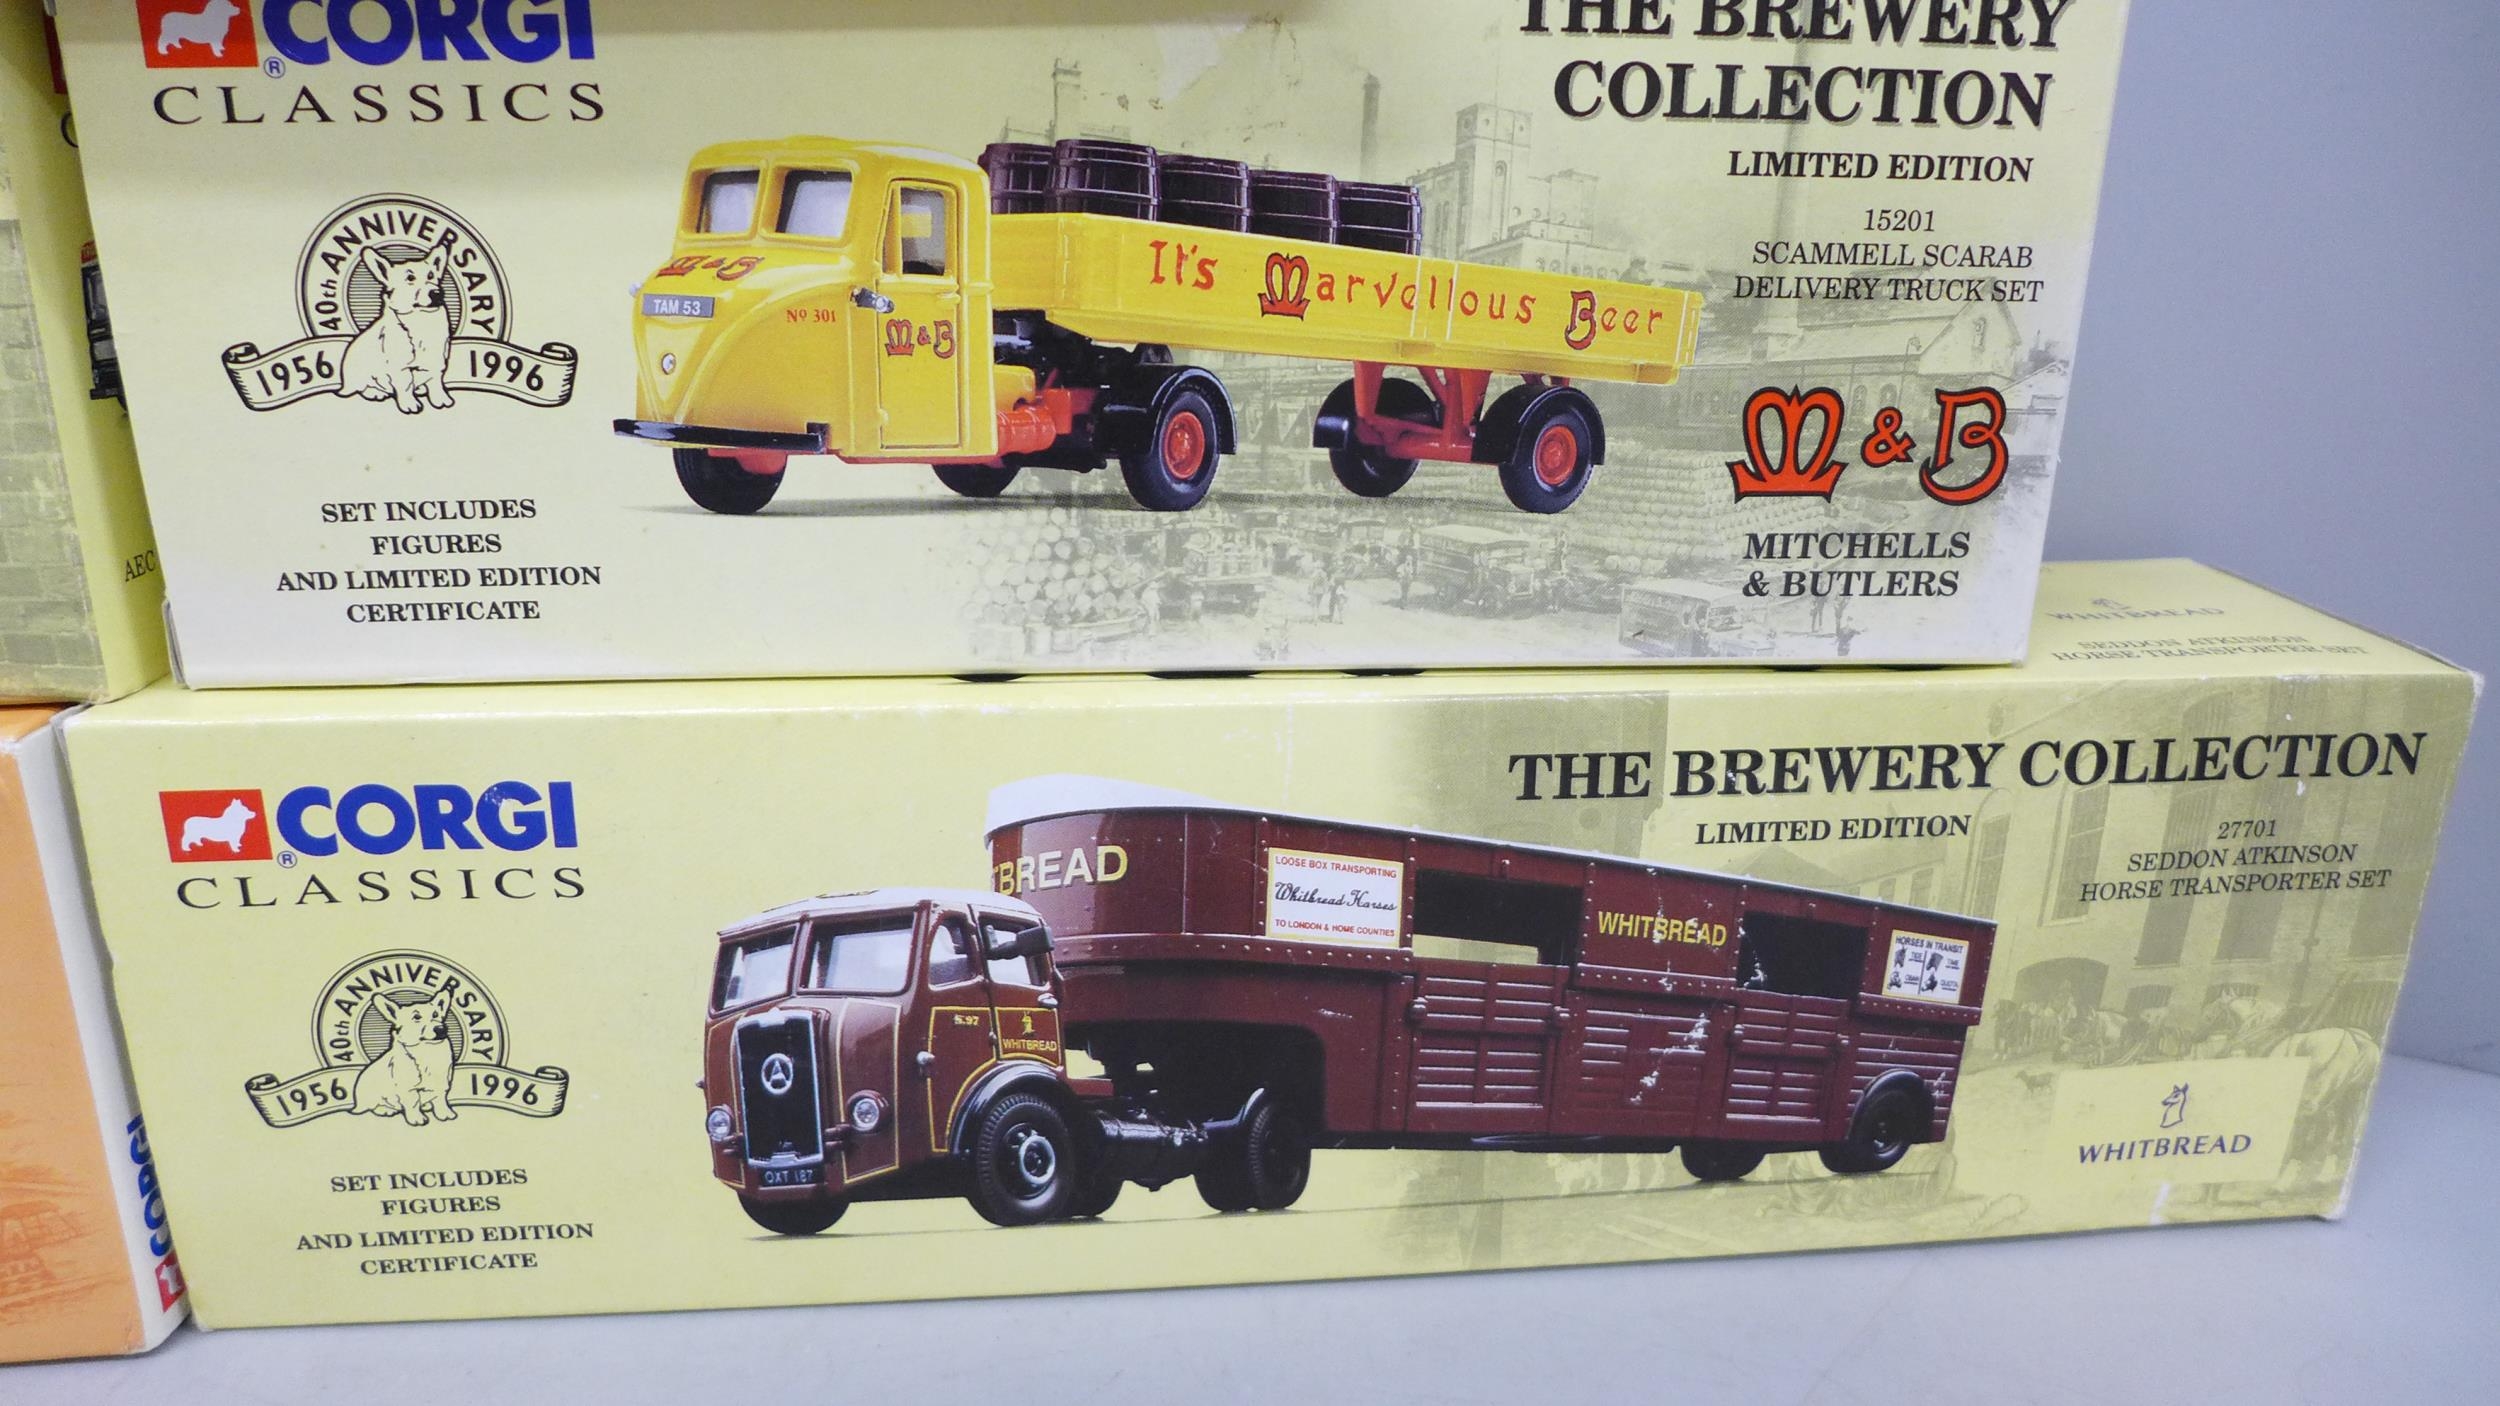 CORGI
®
CLASSICS
THE BREWERY
COLLECTION
LIMITED EDITION
15201
SCAMMELL SCARAB
DELIVERY TRUCK SET
40th ANNIVERSARY
1956 1996
M&B
TAM 53
Nº 301
M&B
It's Marvellous Beer
M&B
MITCHELLS
& BUTLERS
SET INCLUDES
FIGURES
AND LIMITED EDITION
CERTIFICATE
AEC
WHITBREAD
SEDDON ATKINSON
HORSE TRANSPORTER SET
CORGI
®
CLASSICS
THE BREWERY COLLECTION
LIMITED EDITION
27701
SEDDON ATKINSON
HORSE TRANSPORTER SET
40th ANNIVERSARY
1956 1996
TBREAD
LOOSE BOX TRANSPORTING
Whitbread Horses
TO LONDON & HOME COUNTIES
WHITBREAD
HORSES IN TRANSIT
S.97
WHITBREAD
A
OXT 187
WHITBREAD
SET INCLUDES
FIGURES
AND LIMITED EDITION
CERTIFICATE
CORGI